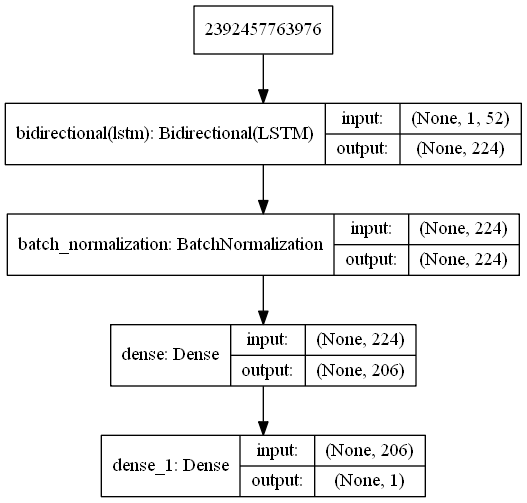 2392457763976
bidirectional(lstm): Bidirectional(LSTM)
input: (None, 1, 52)
output: (None, 224)
batch_normalization: BatchNormalization
input: (None, 224)
output: (None, 224)
dense: Dense
input: (None, 224)
output: (None, 206)
dense_1: Dense
input: (None, 206)
output: (None, 1)